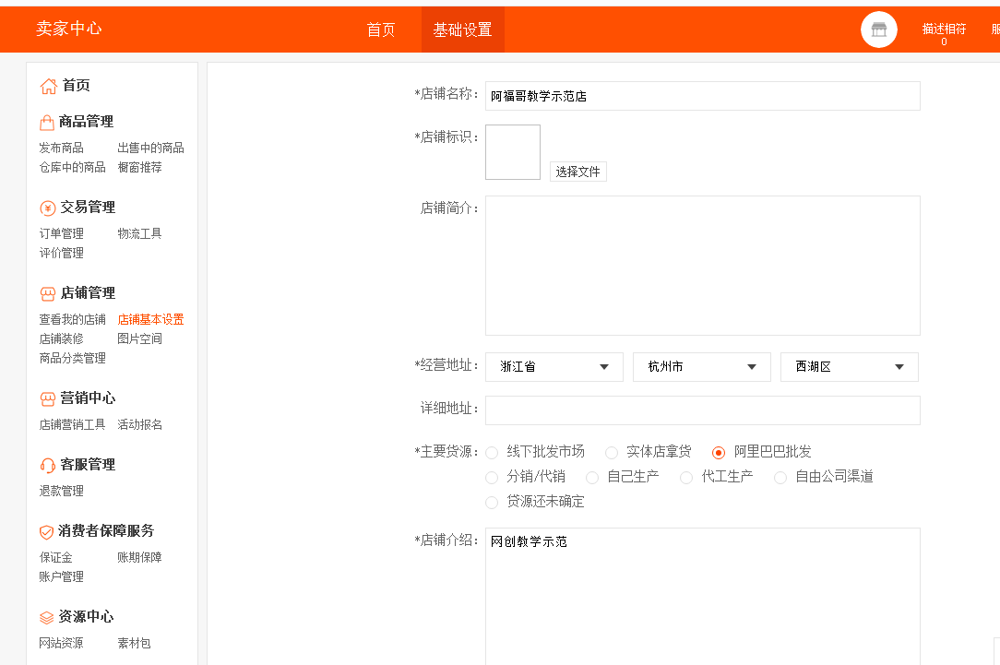 卖家中心 首页 基础设置 描述相符
0
首页
商品管理
发布商品 出售中的商品
仓库中的商品 橱窗推荐
交易管理
订单管理 物流工具
评价管理
店铺管理
查看我的店铺 店铺基本设置
店铺装修 图片空间
商品分类管理
营销中心
店铺营销工具 活动报名
客服管理
退款管理
消费者保障服务
保证金 账期保障
账户管理
资源中心
网站资源 素材包
*店铺名称： 阿福哥教学示范店
*店铺标识：
选择文件
店铺简介：
*经营地址： 浙江省 杭州市 西湖区
详细地址：
*主要货源： 线下批发市场 实体店拿货 阿里巴巴批发
分销/代销 自己生产 代工生产 自由公司渠道
贷源还未确定
*店铺介绍： 网创教学示范